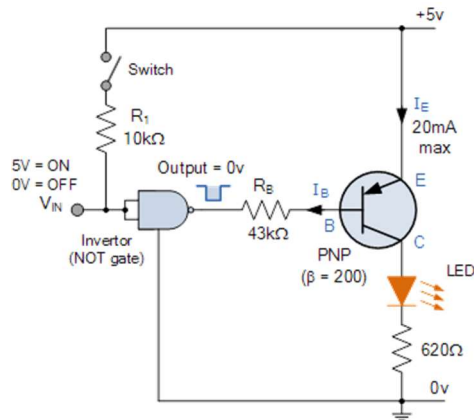 +5v
Switch
R1
10kΩ
IE
20mA
max
5V = ON
0V = OFF
VIN
Output = 0v
RB
43kΩ
IB
B
E
C
Invertor
(NOT gate)
PNP
(β = 200)
LED
620Ω
0v